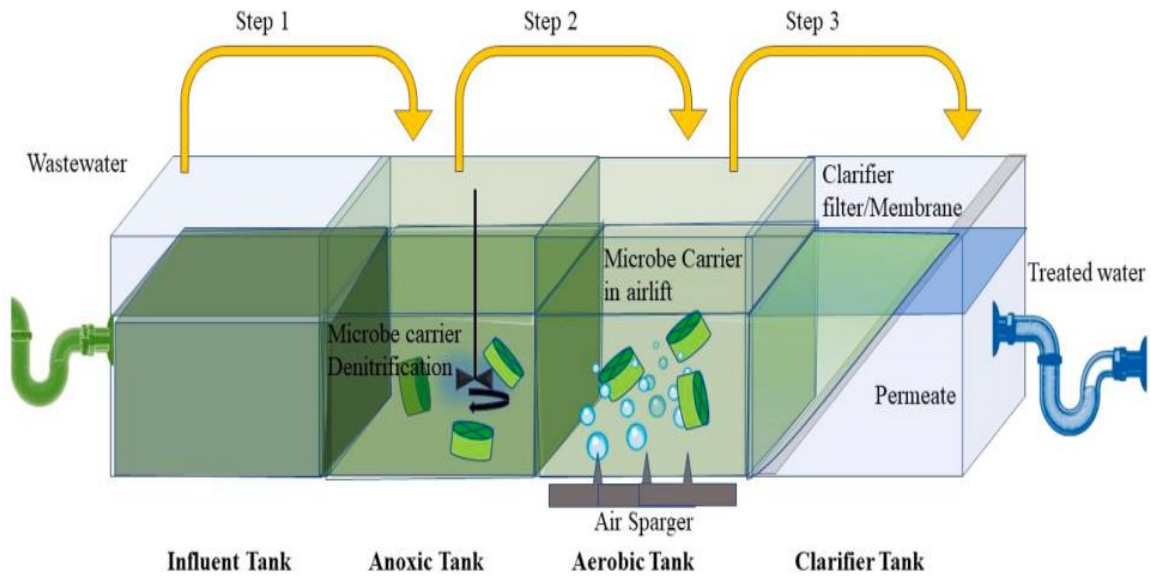 Step 1
Step 2
Step 3
Wastewater
Clarifier
filter/Membrane
Microbe Carrier
in airlift
Treated water
Microbe carrier
Denitrification
Permeate
Air Sparger
Influent Tank
Anoxic Tank
Aerobic Tank
Clarifier Tank